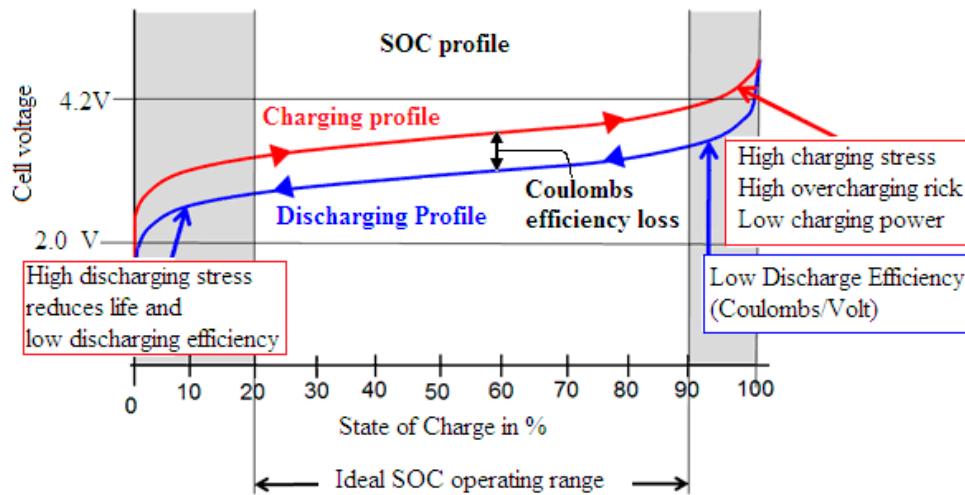 SOC profile
Cell voltage
4.2V
Charging profile
High charging stress
High overcharging rick
Low charging power
Coulombs
efficiency loss
Discharging Profile
2.0 V
High discharging stress
reduces life and
low discharging efficiency
Low Discharge Efficiency
(Coulombs/Volt)
0 10 20 30 40 50 60 70 80 90 100
State of Charge in %
Ideal SOC operating range